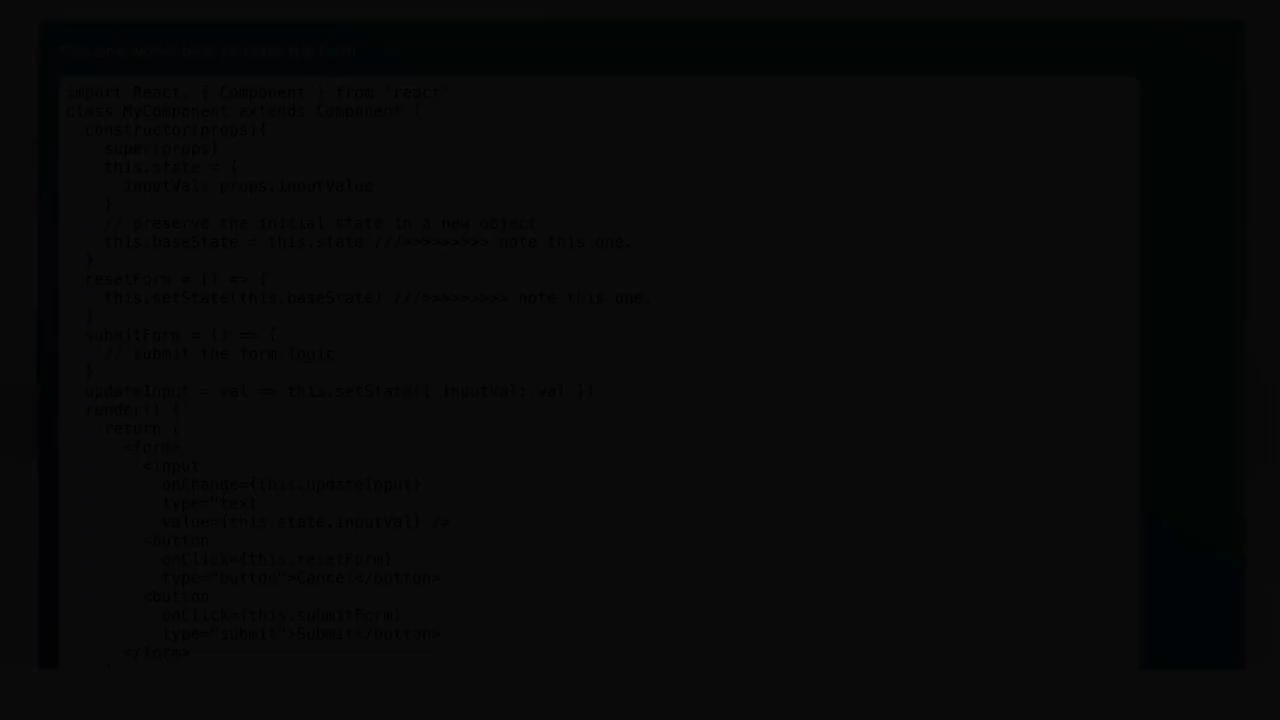 This one works best to reset the form.
import React, { Component } from 'react'
class MyComponent extends Component {
  constructor(props){
    super(props)
    this.state = {
      inputVal: props.inputValue
    }
    // preserve the initial state in a new object
    this.baseState = this.state ///>>>>>>>>> note this one.
  }
  resetForm = () => {
    this.setState(this.baseState) ///>>>>>>>>> note this one.
  }
  submitForm = () => {
    // submit the form logic
  }
  updateInput = val => this.setState({ inputVal: val })
  render() {
    return (
      <form>
        <input
          onChange={this.updateInput}
          type="text
          value={this.state.inputVal} />
        <button
          onClick={this.resetForm}
          type="button">Cancel</button>
        <button
          onClick={this.submitForm}
          type="submit">Submit</button>
      </form>
    )